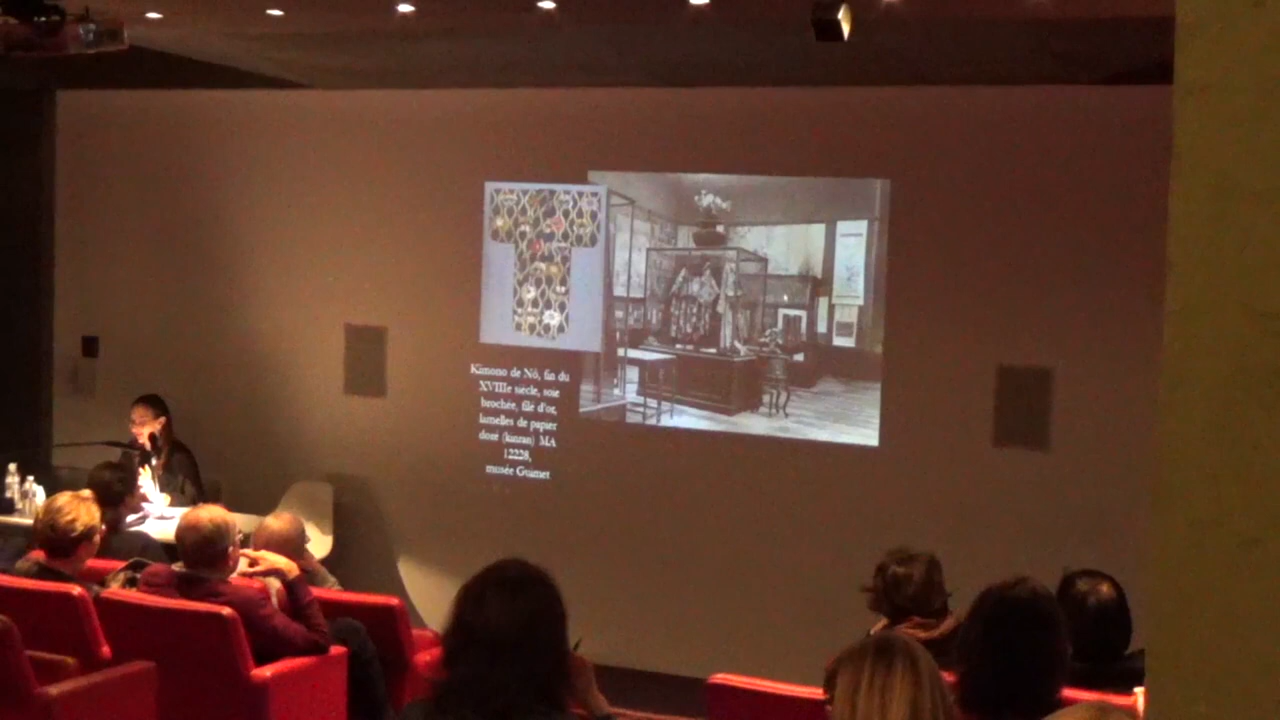 Kimono de Nô, fin du
XVIIIe siècle, soie
brochée, filé d'or,
lamelles de papier
doré (kinran) MA
12228,
musée Guimet